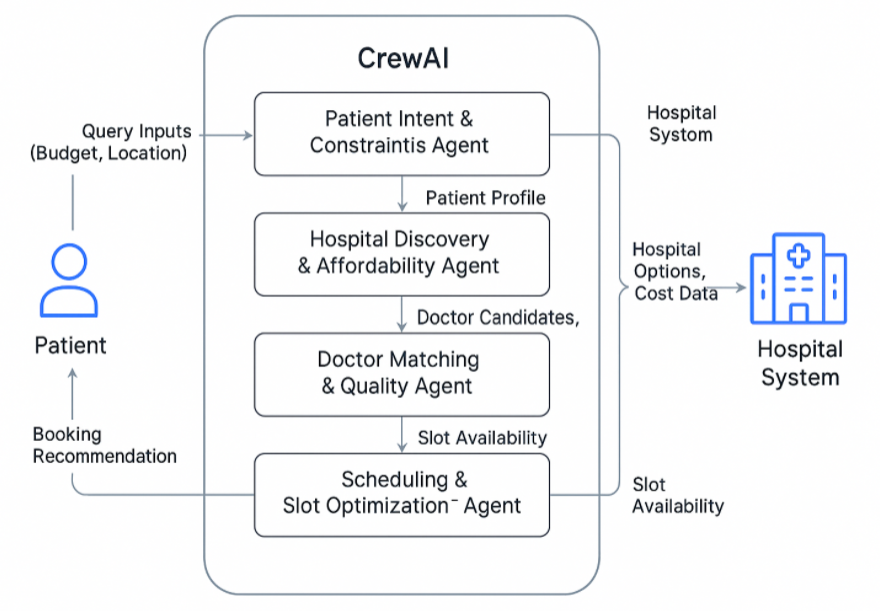 CrewAI
Query Inputs
(Budget, Location)
Patient Intent &
Constraintis Agent
Hospital
Systom
Patient Profile
Hospital Discovery
& Affordability Agent
Hospital
Options,
Cost Data
Doctor Candidates,
Patient
Doctor Matching
& Quality Agent
Hospital
System
Booking
Recommendation
Slot Availability
Scheduling &
Slot Optimization⁻ Agent
Slot
Availability